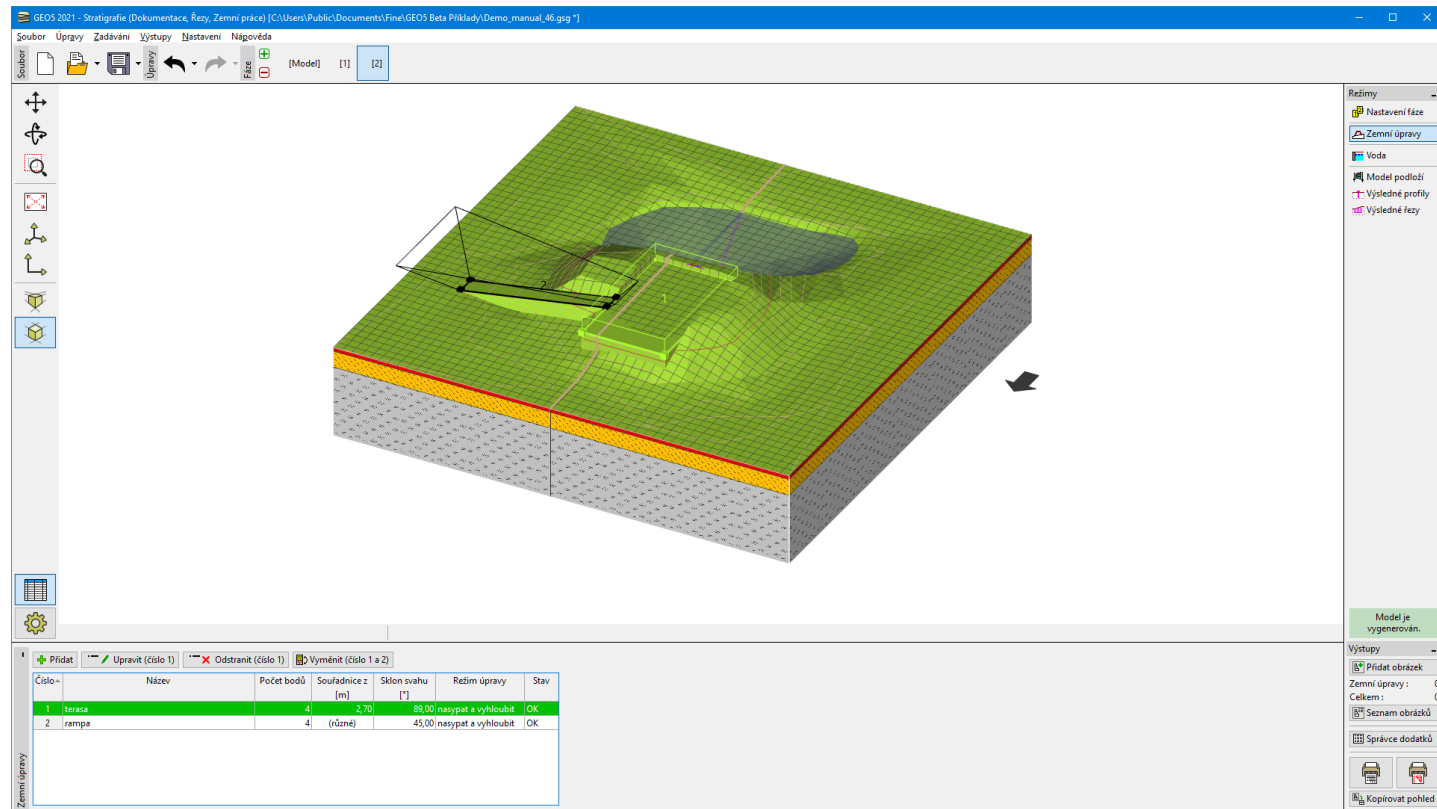 GEO5 2021 - Stratigrafie (Dokumentace, Řezy, Zemní práce) [C:\Users\Public\Documents\Fine\GEO5 Beta Příklady\Demo_manual_46.gsg *]
Soubor Úpravy Zadávání Výstupy Nastavení Nápověda
Soubor
Úpravy
Fáze
[Model] [1] [2]
Režimy
Nastavení fáze
Zemní úpravy
Voda
Model podloží
Výsledné profily
Výsledné řezy
2
1
Model je
vygenerován.
Výstupy
Přidat obrázek
Zemní úpravy : 0
Celkem : 0
Seznam obrázků
Správce dodatků
Kopírovat pohled
Přidat Upravit (číslo 1) Odstranit (číslo 1) Vyměnit (číslo 1 a 2)
Číslo Název Počet bodů Souřadnice z Sklon svahu Režim úpravy Stav
[m] [°]
1 terasa 4 2,70 89,00 nasypat a vyhloubit OK
2 rampa 4 (různé) 45,00 nasypat a vyhloubit OK
Zemní úpravy